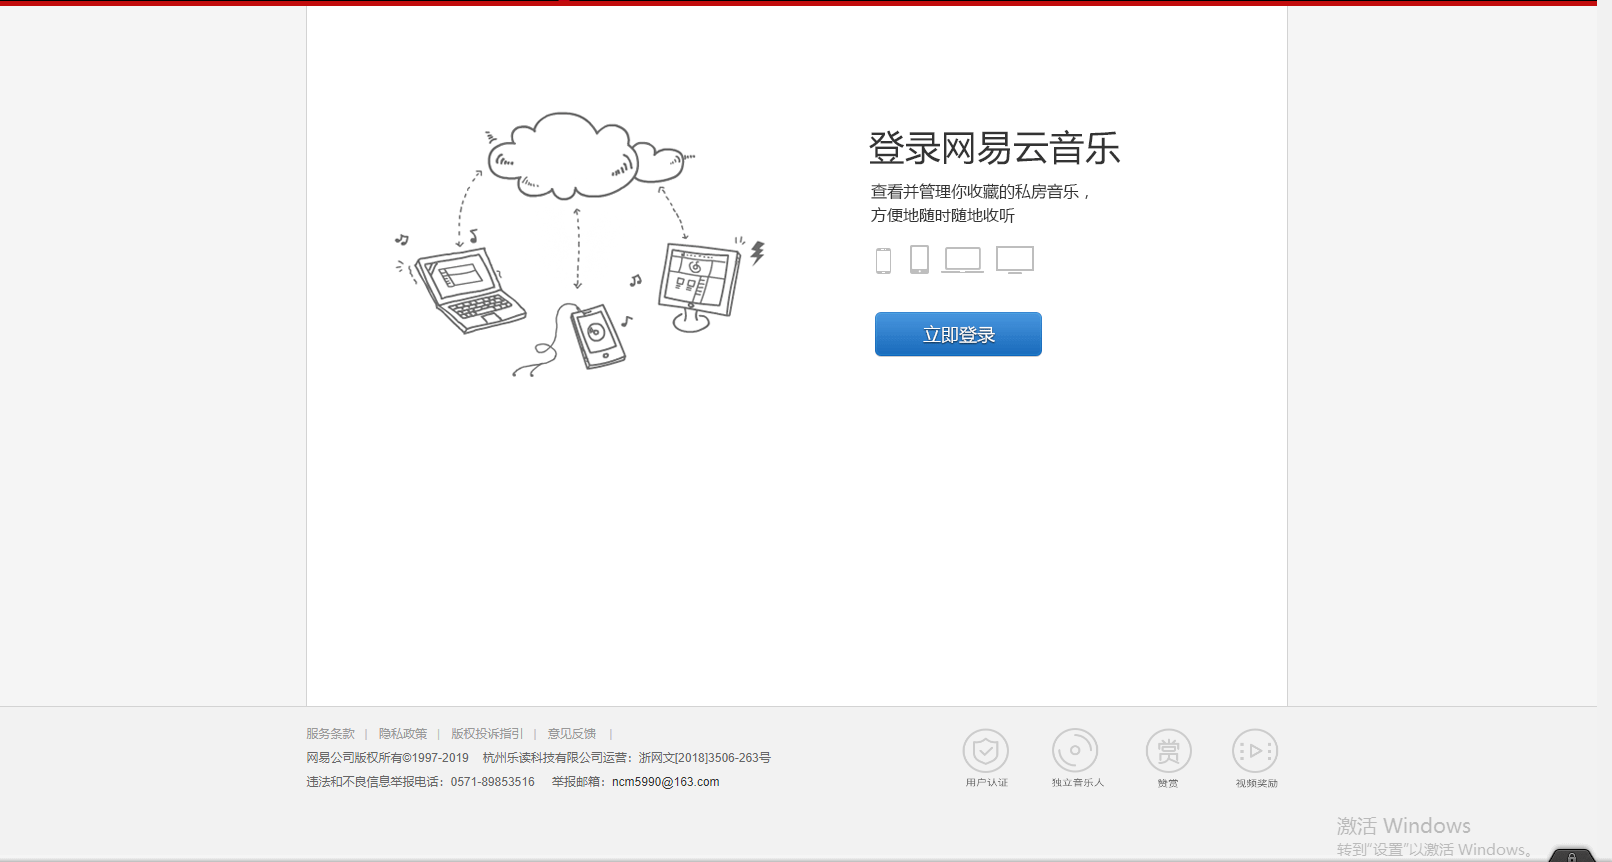 登录网易云音乐
查看并管理你收藏的私房音乐，
方便地随时随地收听
立即登录
服务条款 | 隐私政策 | 版权投诉指引 | 意见反馈 |
网易公司版权所有©1997-2019 杭州乐读科技有限公司运营：浙网文[2018]3506-263号
违法和不良信息举报电话：0571-89853516 举报邮箱：ncm5990@163.com
赏
用户认证 独立音乐人 赞赏 视频奖励
激活 Windows
转到"设置"以激活 Windows。